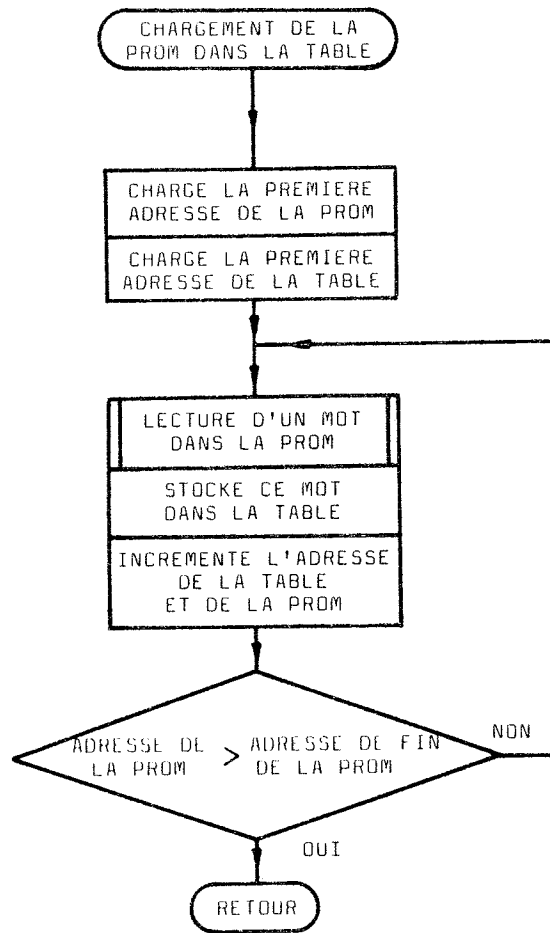 CHARGEMENT DE LA
PROM DANS LA TABLE
CHARGE LA PREMIERE
ADRESSE DE LA PROM
CHARGE LA PREMIERE
ADRESSE DE LA TABLE
LECTURE D'UN MOT
DANS LA PROM
STOCKE CE MOT
DANS LA TABLE
INCREMENTE L'ADRESSE
DE LA TABLE
ET DE LA PROM
ADRESSE DE LA PROM > ADRESSE DE FIN DE LA PROM
NON
OUI
RETOUR